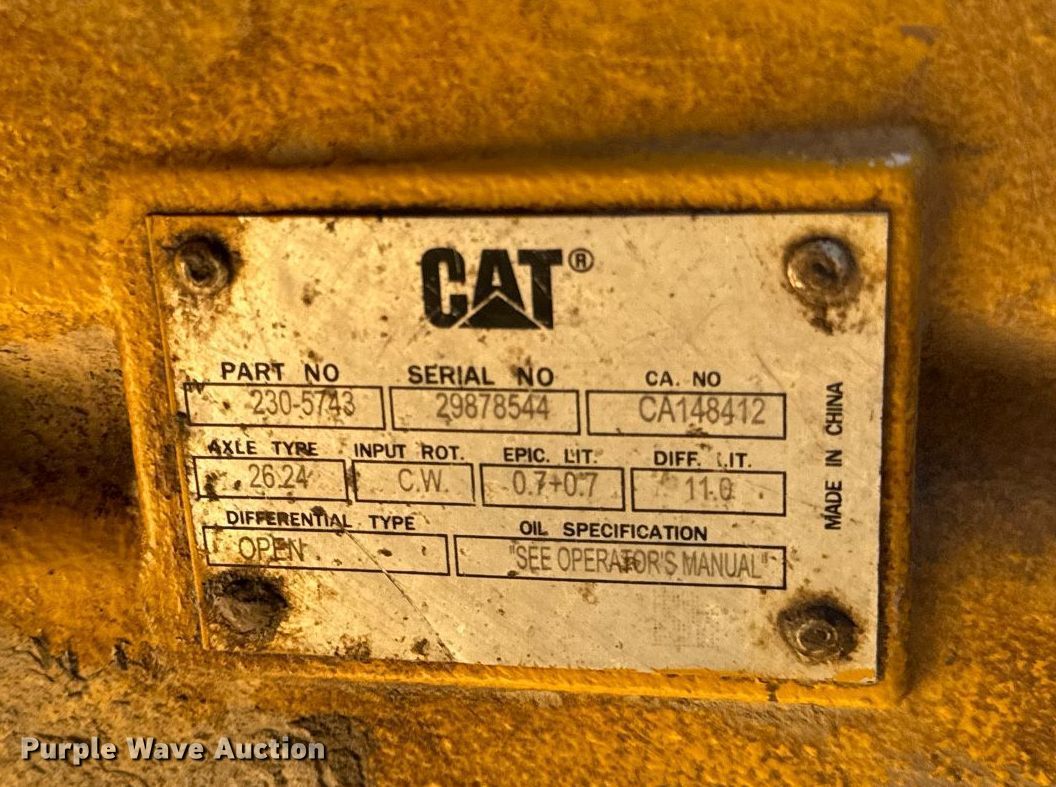 CAT®
PART NO SERIAL NO CA. NO
230-5743 29878544 CA148412
AXLE TYPE INPUT ROT. EPIC. LIT. DIFF. LIT.
26.24 C.W. 0.7+0.7 11.0
DIFFERENTIAL TYPE OIL SPECIFICATION
OPEN "SEE OPERATOR'S MANUAL"
MADE IN CHINA
Purple Wave Auction